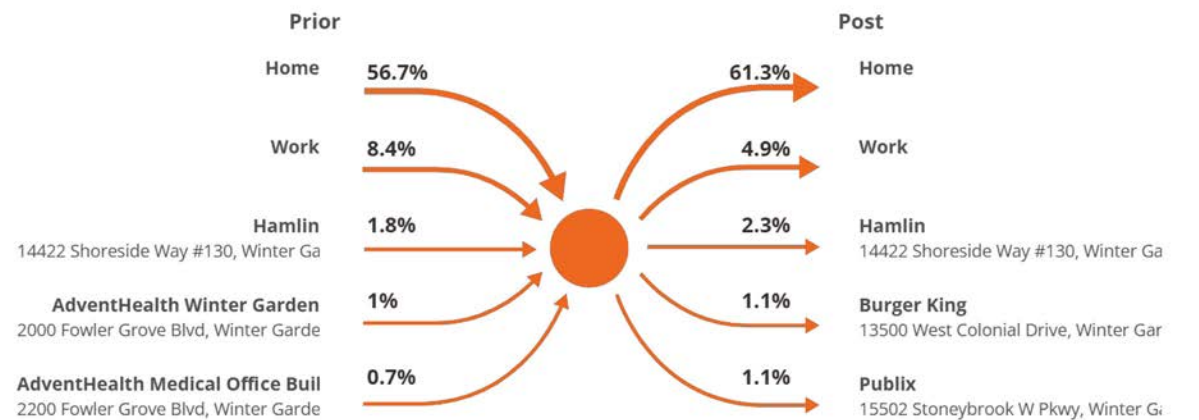 Prior
Post
Home
56.7%
61.3%
Home
Work
8.4%
4.9%
Work
Hamlin
1.8%
2.3%
Hamlin
14422 Shoreside Way #130, Winter Ga
14422 Shoreside Way #130, Winter Ga
AdventHealth Winter Garden
1%
1.1%
Burger King
2000 Fowler Grove Blvd, Winter Garde
13500 West Colonial Drive, Winter Gar
AdventHealth Medical Office Buil
0.7%
1.1%
Publix
2200 Fowler Grove Blvd, Winter Garde
15502 Stoneybrook W Pkwy, Winter Ga